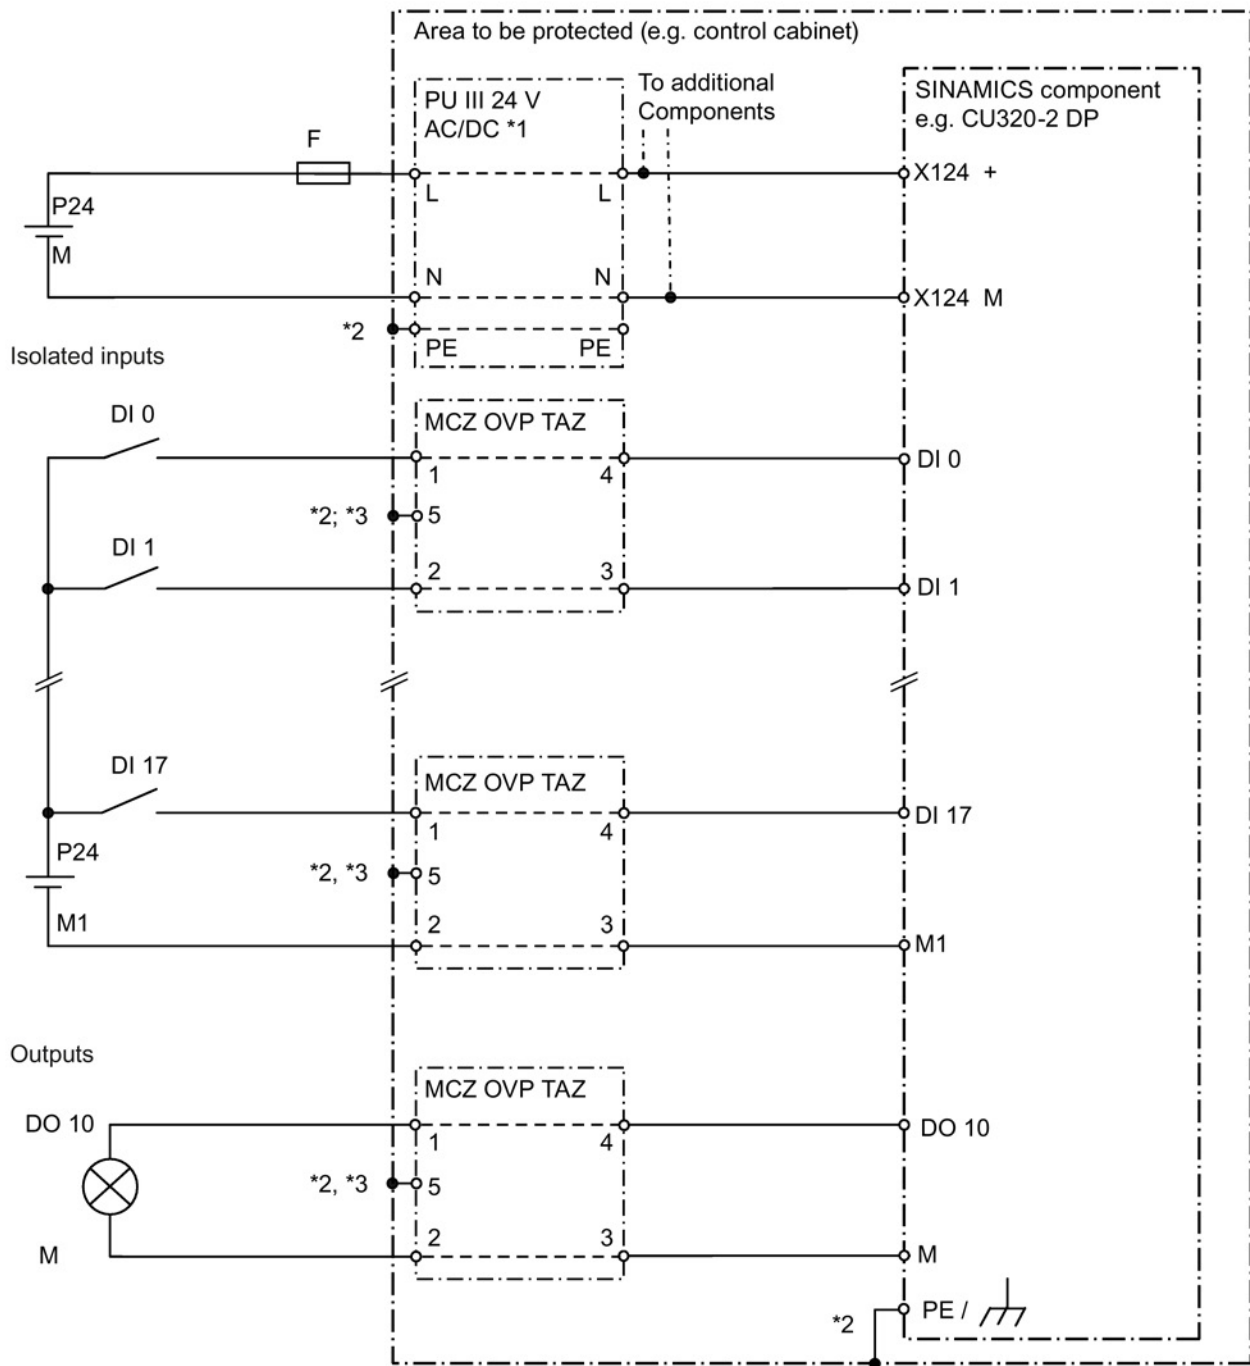 Area to be protected (e.g. control cabinet)
PU III 24 V
AC/DC *1
To additional
Components
SINAMICS component
e.g. CU320-2 DP
F
P24
M
L
L
X124 +
N
N
X124 M
*2
PE
PE
Isolated inputs
DI 0
MCZ OVP TAZ
1
4
DI 0
*2; *3
5
DI 1
2
3
DI 1
DI 17
MCZ OVP TAZ
1
4
DI 17
P24
*2, *3
5
M1
2
3
M1
Outputs
MCZ OVP TAZ
DO 10
1
4
DO 10
*2, *3
5
M
2
3
M
*2
PE /